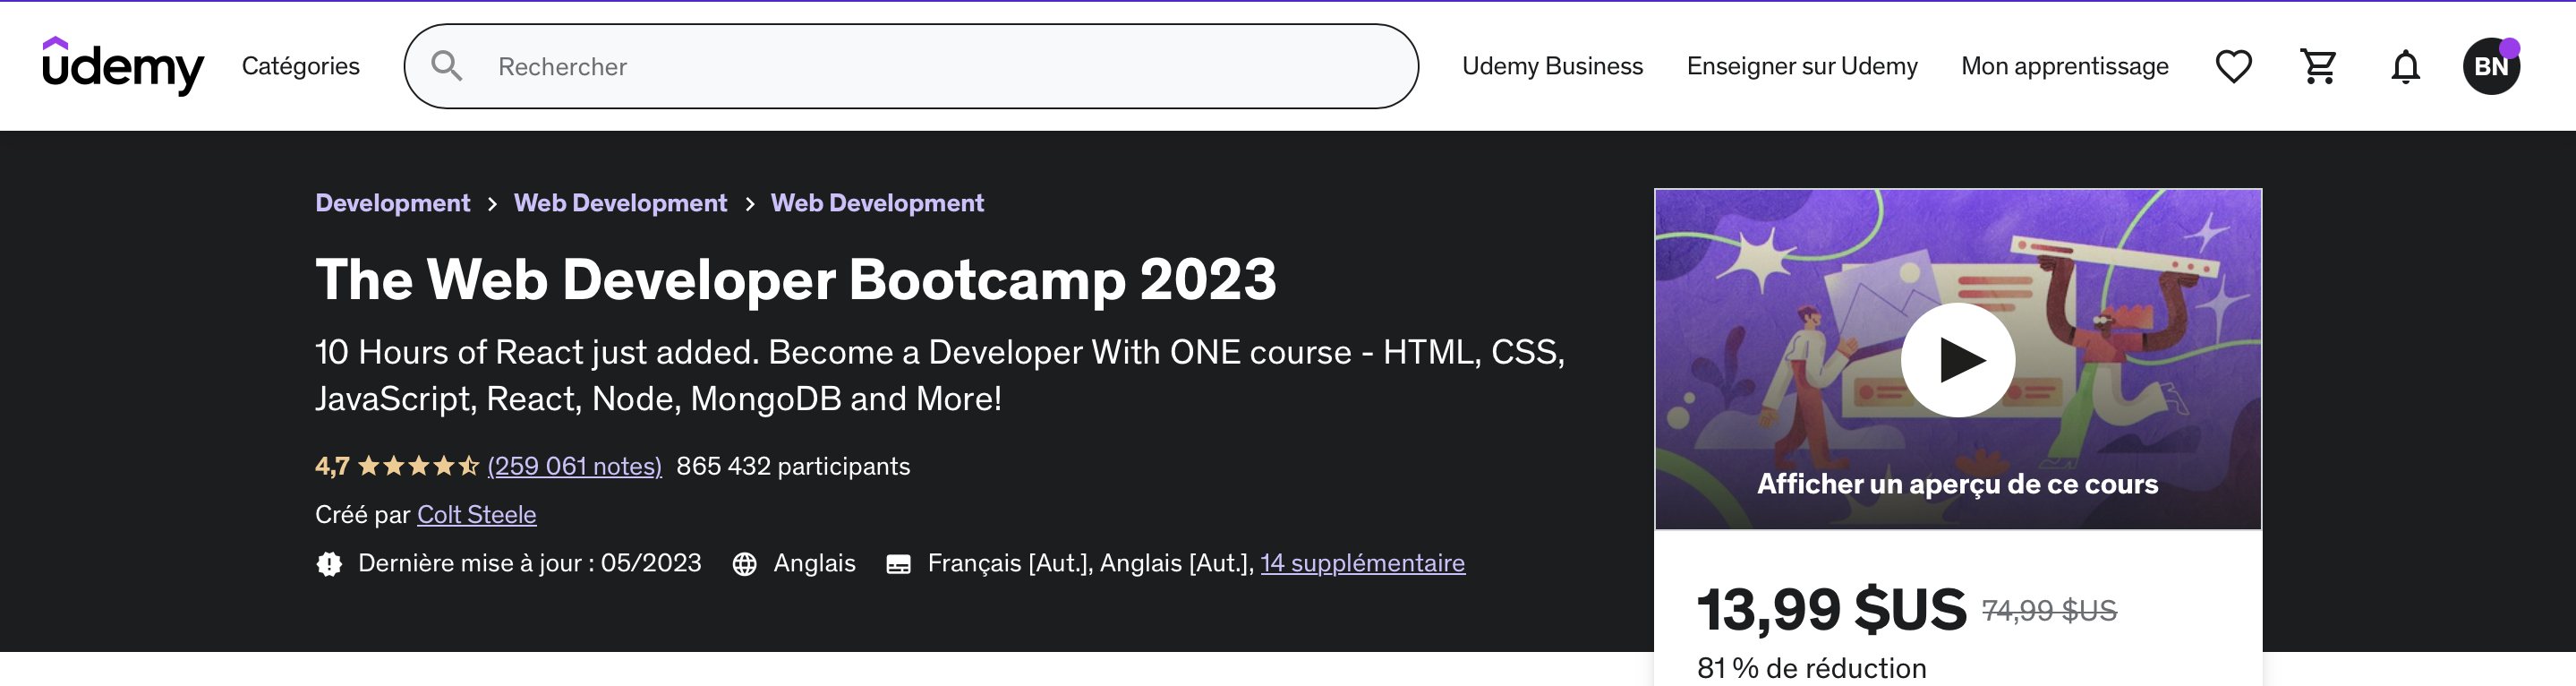 udemy
Catégories
Rechercher
Udemy Business
Enseigner sur Udemy
Mon apprentissage
BN
Development > Web Development > Web Development
The Web Developer Bootcamp 2023
10 Hours of React just added. Become a Developer With ONE course - HTML, CSS,
JavaScript, React, Node, MongoDB and More!
4,7 (259 061 notes) 865 432 participants
Créé par Colt Steele
Dernière mise à jour : 05/2023 Anglais Français [Aut.], Anglais [Aut.], 14 supplémentaire
Afficher un aperçu de ce cours
13,99 $US 74,99 $US
81 % de réduction